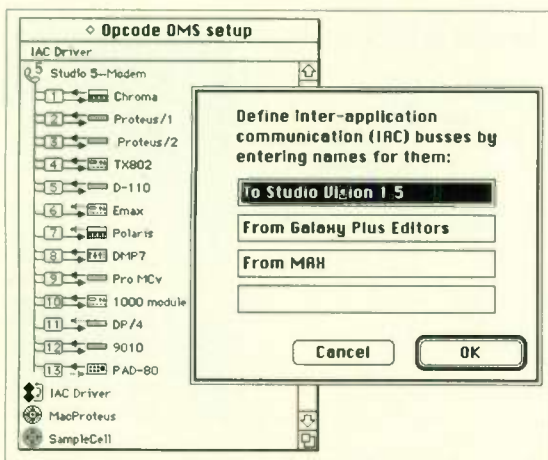 ◇ Opcode OMS setup
IAC Driver
5 Studio 5--Modem
1 Chroma
2 Proteus/1
3 Proteus/2
4 TX802
5 D-110
6 Emax
7 Polaris
8 DMP7
9 Pro MCv
10 1000 module
11 DP/4
12 9010
13 PAD-80
IAC Driver
MacProteus
SampleCell
Define inter-application
communication (IAC) busses by
entering names for them:
To Studio Vision 1.5
From Galaxy Plus Editors
From MAX
Cancel
OK